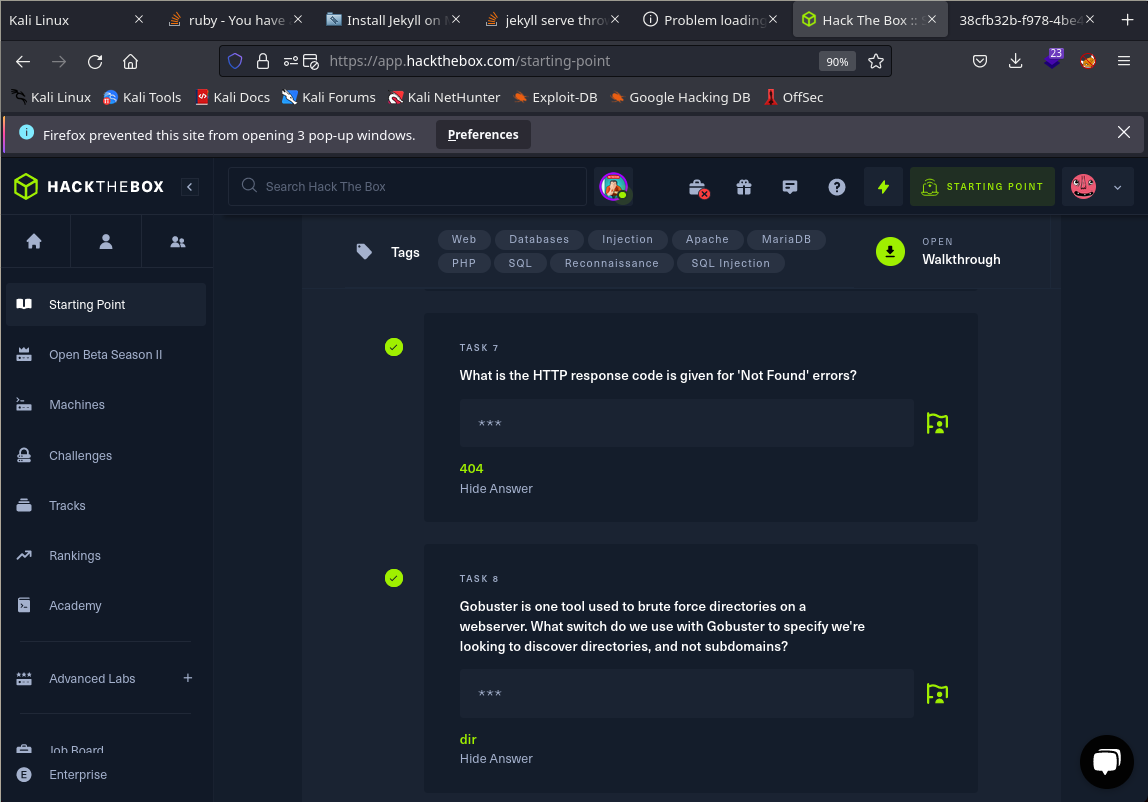 Kali Linux
ruby - You have
Install Jekyll on
jekyll serve thro
Problem loading
Hack The Box ::
38cfb32b-f978-4be4
https://app.hackthebox.com/starting-point
90%
23
Kali Linux
Kali Tools
Kali Docs
Kali Forums
Kali NetHunter
Exploit-DB
Google Hacking DB
OffSec
Firefox prevented this site from opening 3 pop-up windows.
Preferences
HACKTHEBOX
Search Hack The Box
STARTING POINT
Starting Point
Open Beta Season II
Machines
Challenges
Tracks
Rankings
Academy
Advanced Labs
Job Board
E
Enterprise
Tags
Web
Databases
Injection
Apache
MariaDB
PHP
SQL
Reconnaissance
SQL Injection
OPEN
Walkthrough
TASK 7
What is the HTTP response code is given for 'Not Found' errors?
***
404
Hide Answer
TASK 8
Gobuster is one tool used to brute force directories on a
webserver. What switch do we use with Gobuster to specify we're
looking to discover directories, and not subdomains?
***
dir
Hide Answer